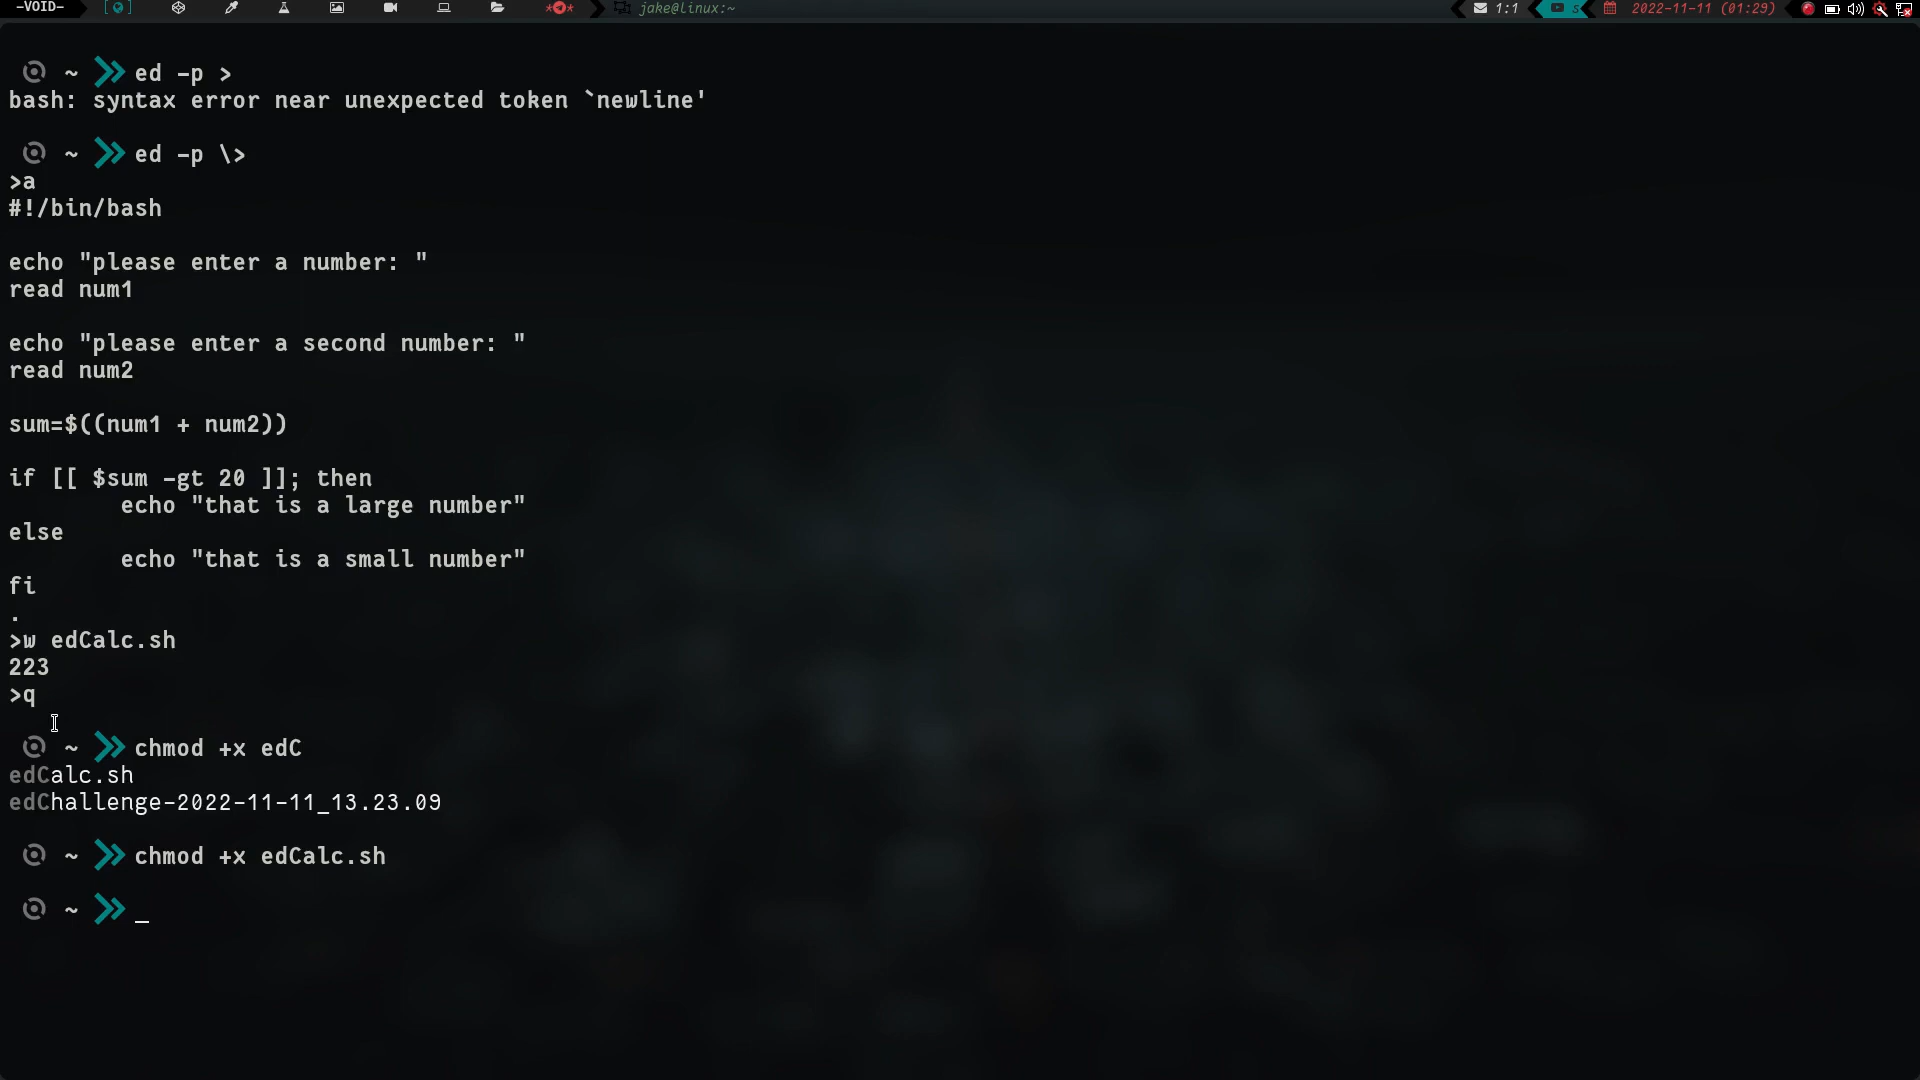 -VOID- jake@linux:~ 1:1 s 2022-11-11 (01:29)
~ ed -p >
bash: syntax error near unexpected token `newline'
~ ed -p \>
>a
#!/bin/bash
echo "please enter a number: "
read num1
echo "please enter a second number: "
read num2
sum=$((num1 + num2))
if [[ $sum -gt 20 ]]; then
echo "that is a large number"
else
echo "that is a small number"
fi
.
>w edCalc.sh
223
>q
~ chmod +x edC
edCalc.sh
edChallenge-2022-11-11_13.23.09
~ chmod +x edCalc.sh
~ _